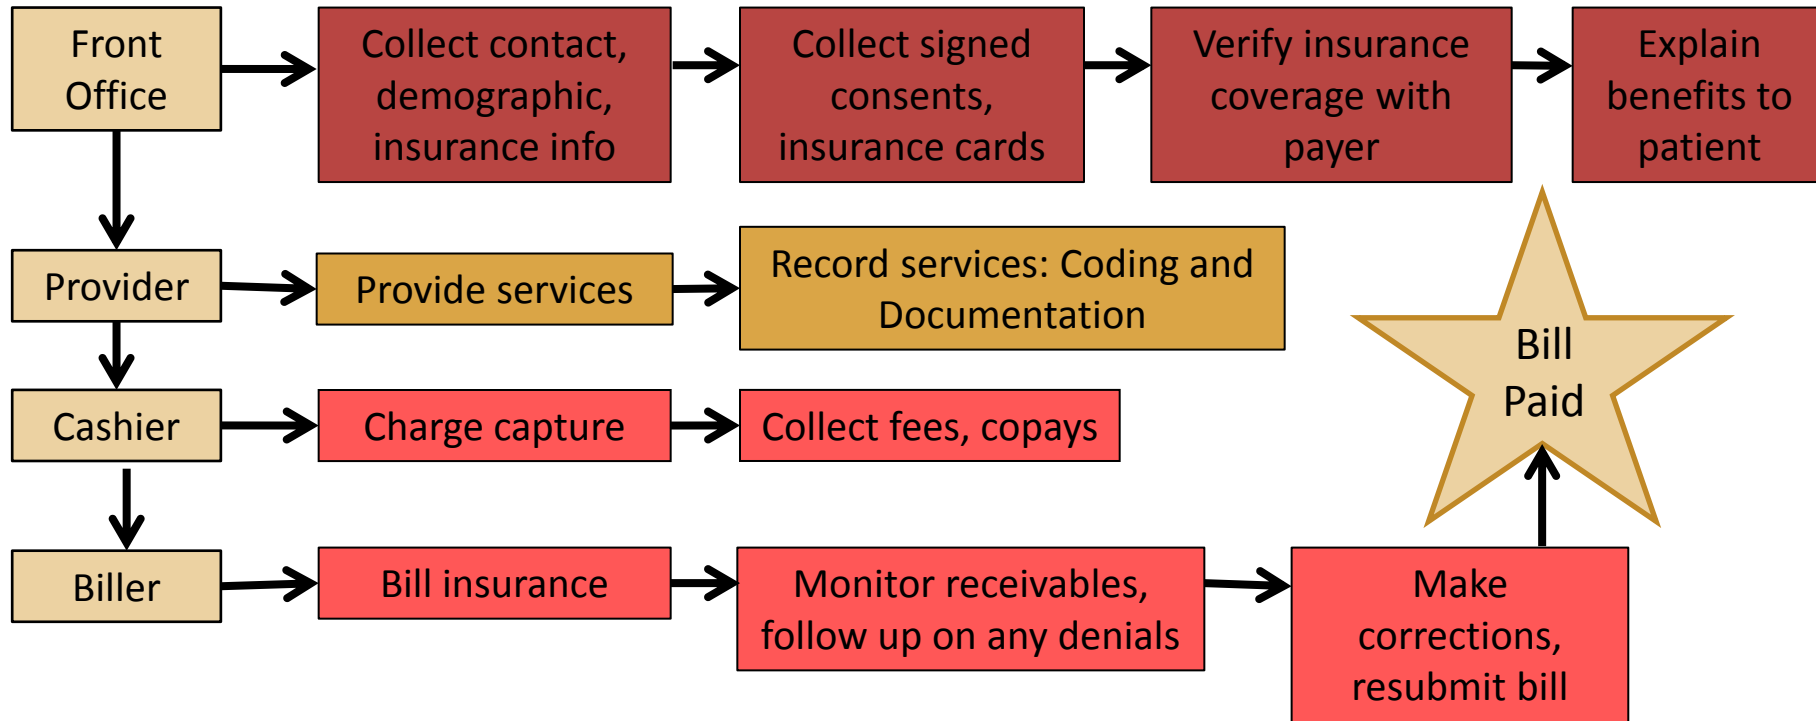 Front
Office
Collect contact,
demographic,
insurance info
Collect signed
consents,
insurance cards
Verify insurance
coverage with
payer
Explain
benefits to
patient
Provider
Provide services
Record services: Coding and
Documentation
Bill
Paid
Cashier
Charge capture
Collect fees, copays
Biller
Bill insurance
Monitor receivables,
follow up on any denials
Make
corrections,
resubmit bill